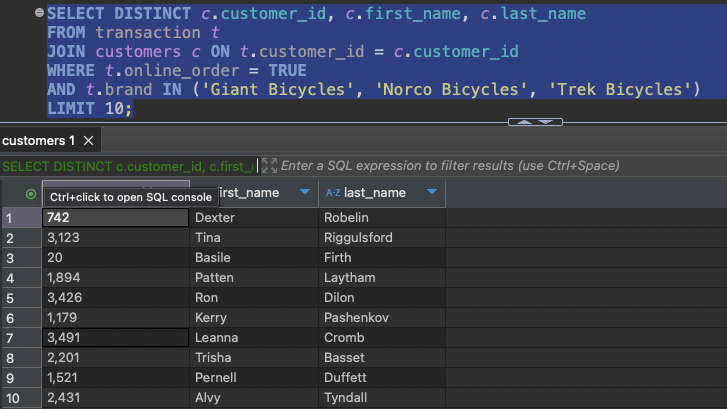 SELECT DISTINCT c.customer_id, c.first_name, c.last_name
FROM transaction t
JOIN customers c ON t.customer_id = c.customer_id
WHERE t.online_order = TRUE
AND t.brand IN ('Giant Bicycles', 'Norco Bicycles', 'Trek Bicycles')
LIMIT 10;
customers 1
SELECT DISTINCT c.customer_id, c.first_ Enter a SQL expression to filter results (use Ctrl+Space)
Ctrl+click to open SQL console first_name A-Z last_name
1 742 Dexter Robelin
2 3,123 Tina Riggulsford
3 20 Basile Firth
4 1,894 Patten Laytham
5 3,426 Ron Dilon
6 1,179 Kerry Pashenkov
7 3,491 Leanna Cromb
8 2,201 Trisha Basset
9 1,521 Pernell Duffett
10 2,431 Alvy Tyndall